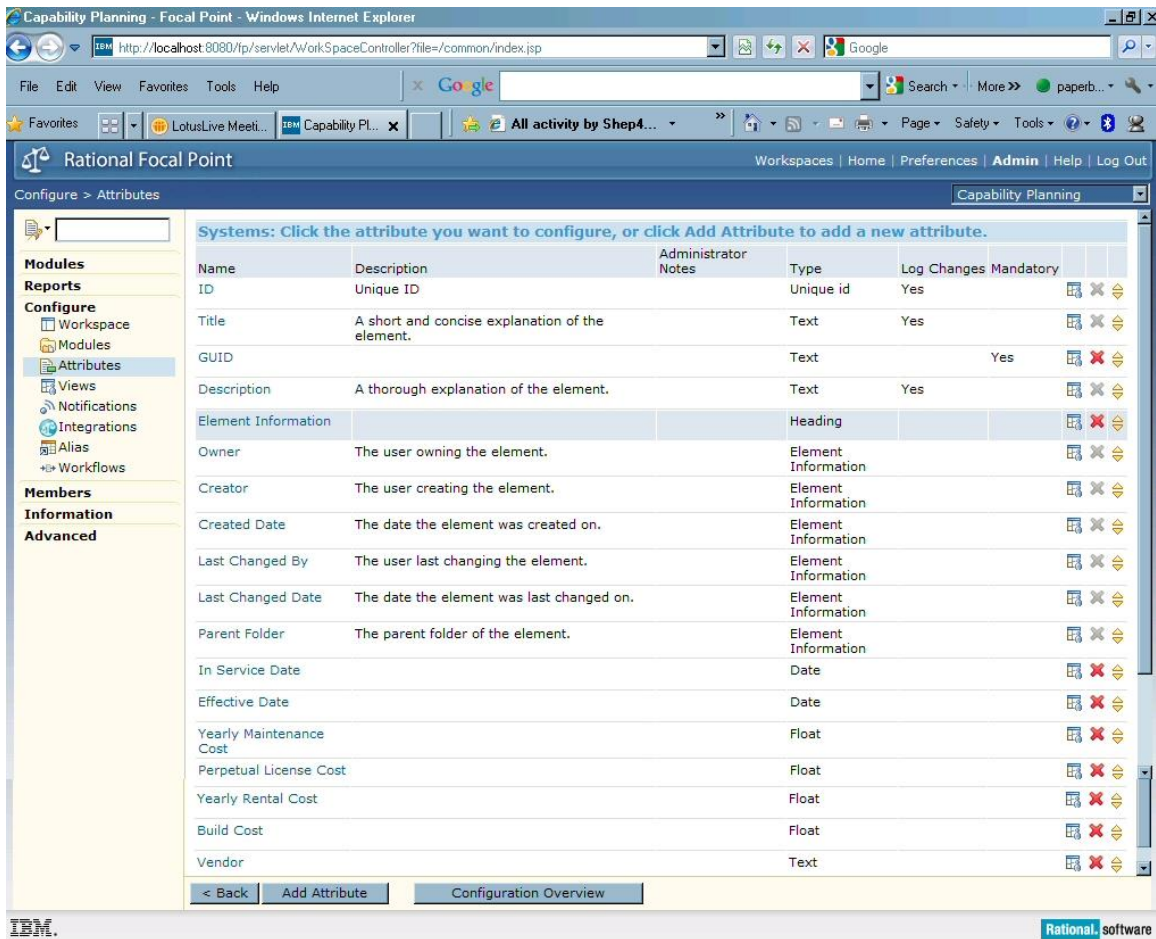 Capability Planning - Focal Point - Windows Internet Explorer
http://localhost:8080/fp/servlet/WorkSpaceController?file=/common/index.jsp
Google
File Edit View Favorites Tools Help
x Google
Search
More >>
paperb...
Favorites
LotusLive Meeti...
IBM Capability Pl... x
All activity by Shep4...
»
Page Safety Tools
Rational Focal Point
Workspaces | Home | Preferences | Admin | Help | Log Out
Configure > Attributes
Capability Planning
Modules
Reports
Configure
Workspace
Modules
Attributes
Views
Notifications
Integrations
Alias
Workflows
Members
Information
Advanced
Systems: Click the attribute you want to configure, or click Add Attribute to add a new attribute.
Name Description Administrator Notes Type Log Changes Mandatory
ID Unique ID Unique id Yes
Title A short and concise explanation of the element. Text Yes
GUID Text Yes
Description A thorough explanation of the element. Text Yes
Element Information Heading
Owner The user owning the element. Element Information
Creator The user creating the element. Element Information
Created Date The date the element was created on. Element Information
Last Changed By The user last changing the element. Element Information
Last Changed Date The date the element was last changed on. Element Information
Parent Folder The parent folder of the element. Element Information
In Service Date Date
Effective Date Date
Yearly Maintenance Cost Float
Perpetual License Cost Float
Yearly Rental Cost Float
Build Cost Float
Vendor Text
< Back Add Attribute Configuration Overview
IBM.
Rational. software